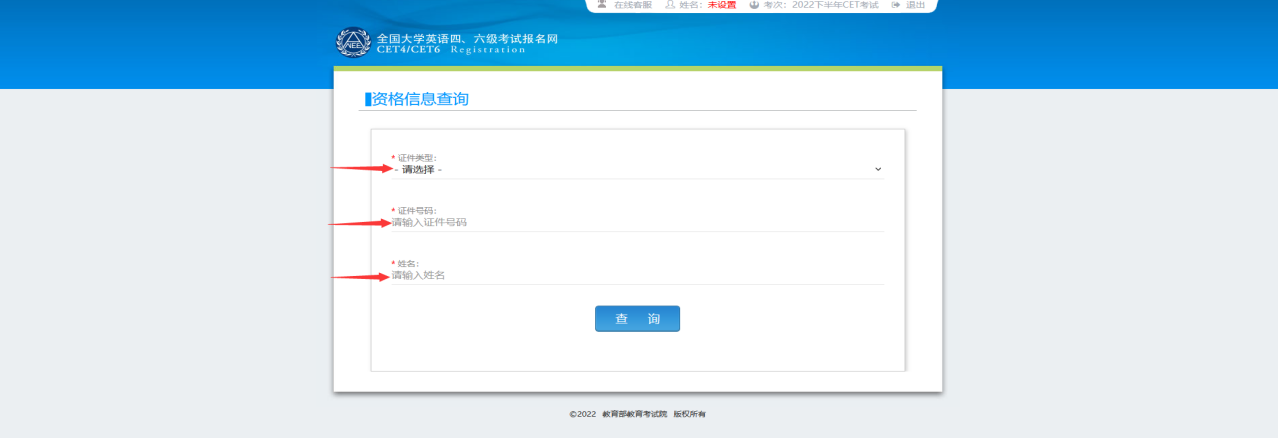 在线客服 姓名：未设置 考次：2022下半年CET考试 退出
全国大学英语四、六级考试报名网
CET4/CET6 Registration
NEEA
资格信息查询
* 证件类型：
- 请选择 -
* 证件号码：
请输入证件号码
* 姓名：
请输入姓名
查 询
©2022 教育部教育考试院 版权所有